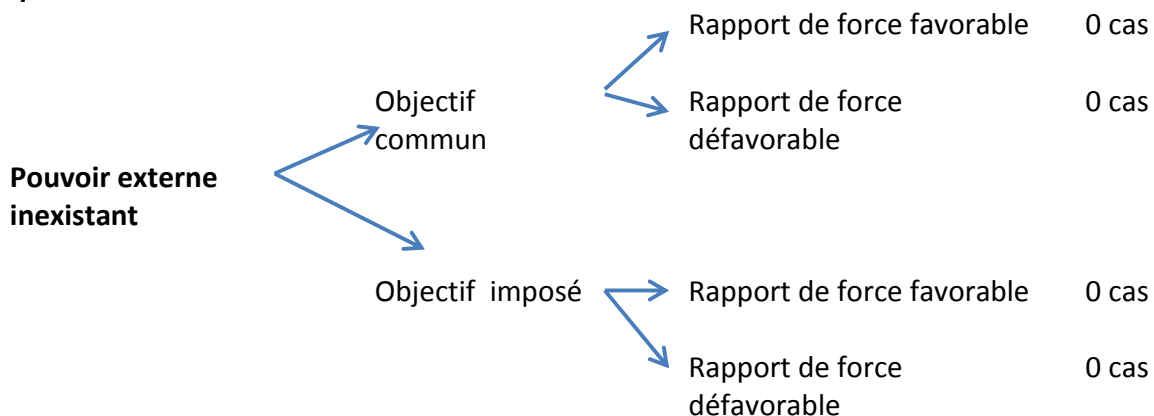 Rapport de force favorable 0 cas
Objectif
commun
Rapport de force
défavorable
0 cas
Pouvoir externe
inexistant
Objectif imposé
Rapport de force favorable 0 cas
Rapport de force
défavorable
0 cas